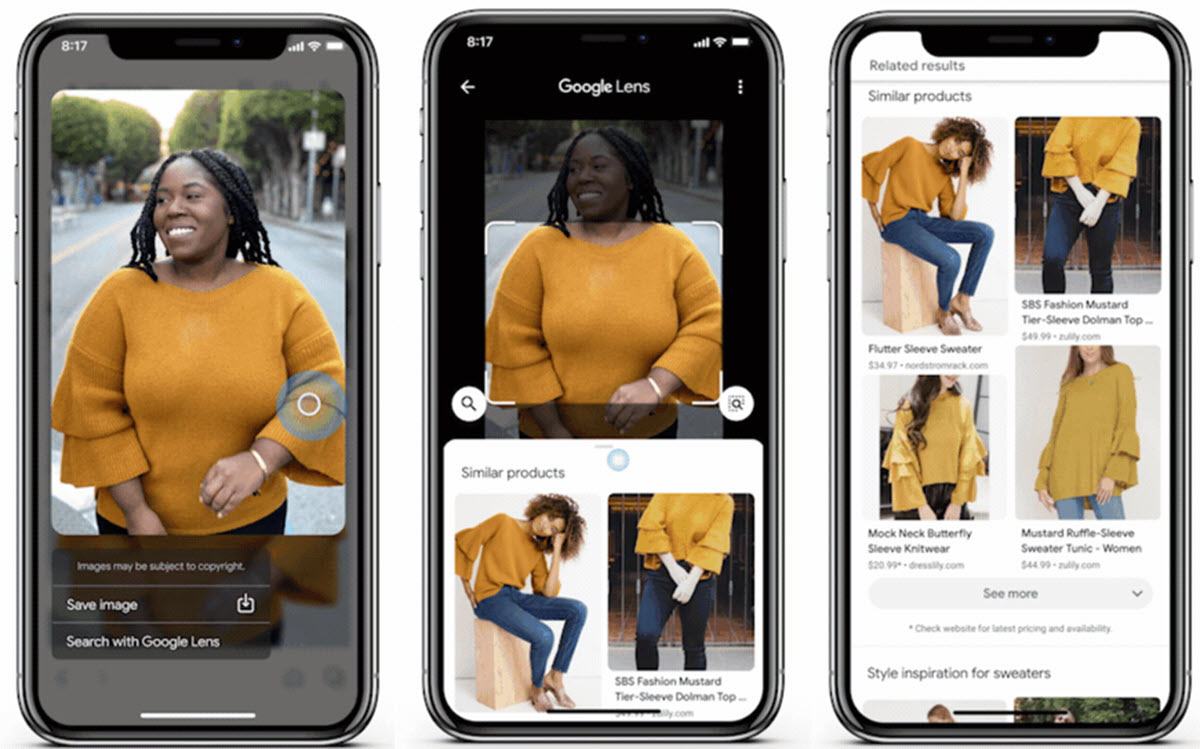 8:17
Images may be subject to copyright.
Save image
Search with Google Lens
8:17
Google Lens
Similar products
SBS Fashion Mustard
Tier-Sleeve Dolman Top ...
$49.99 • zulily.com
Related results
Similar products
Flutter Sleeve Sweater
$34.97 • nordstromrack.com
SBS Fashion Mustard
Tier-Sleeve Dolman Top ...
$49.99 • zulily.com
Mock Neck Butterfly
Sleeve Knitwear
$20.99* • dresslily.com
Mustard Ruffle-Sleeve
Sweater Tunic - Women
$44.99 • zulily.com
See more
* Check website for latest pricing and availability.
Style inspiration for sweaters